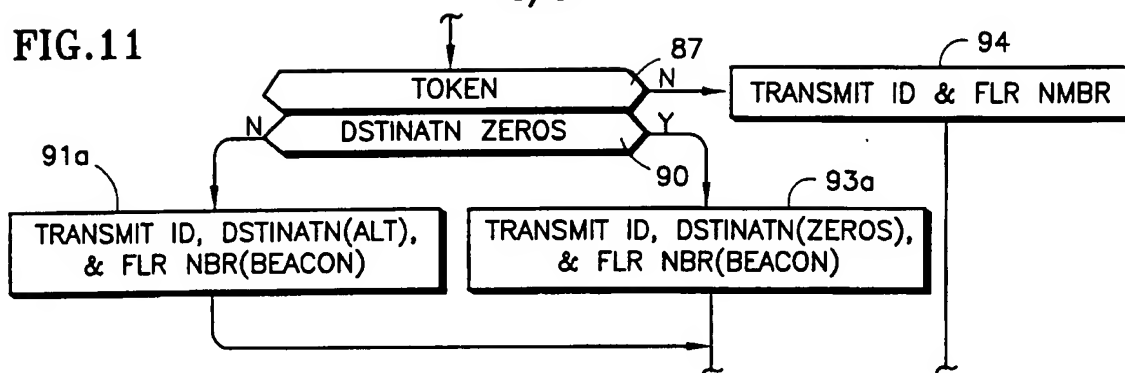 FIG.11
87
94
TOKEN
N
TRANSMIT ID & FLR NMBR
N
DSTINATN ZEROS
Y
90
91a
93a
TRANSMIT ID, DSTINATN(ALT),
& FLR NBR(BEACON)
TRANSMIT ID, DSTINATN(ZEROS),
& FLR NBR(BEACON)